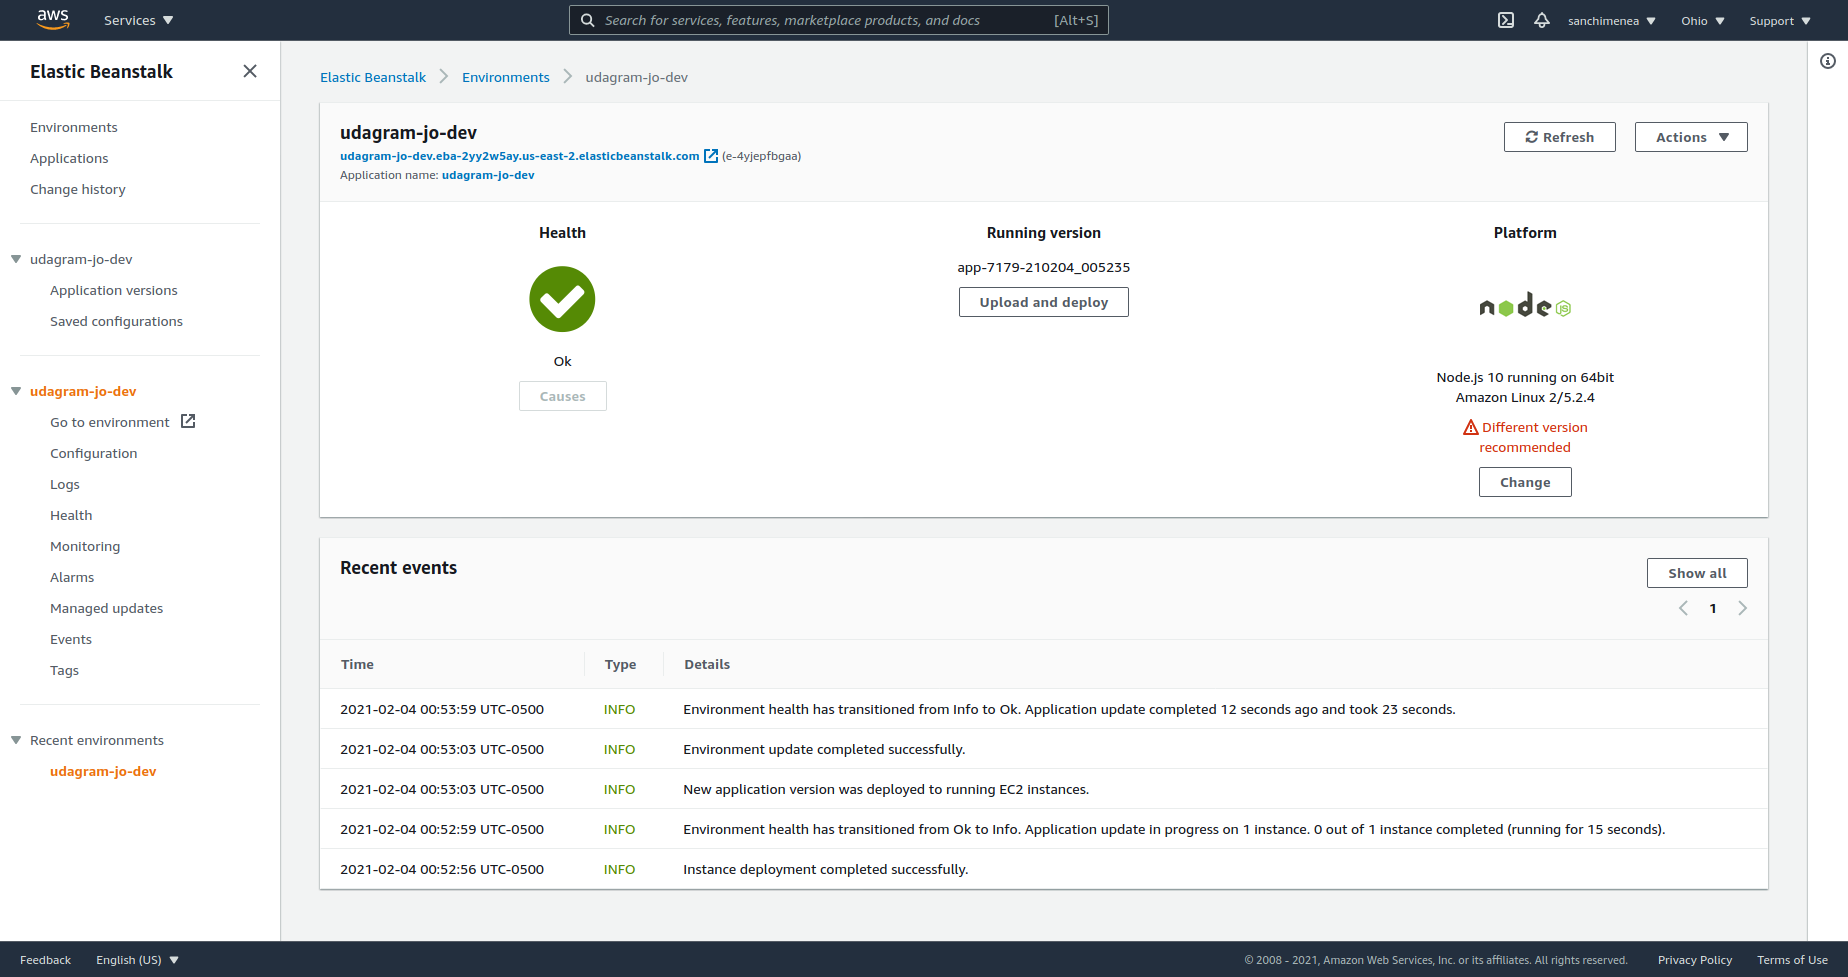 aws Services Search for services, features, marketplace products, and docs [Alt+S] sanchimenea Ohio Support
Elastic Beanstalk
Environments
Applications
Change history
udagram-jo-dev
Application versions
Saved configurations
udagram-jo-dev
Go to environment
Configuration
Logs
Health
Monitoring
Alarms
Managed updates
Events
Tags
Recent environments
udagram-jo-dev
Elastic Beanstalk Environments udagram-jo-dev
udagram-jo-dev
udagram-jo-dev.eba-2yy2w5ay.us-east-2.elasticbeanstalk.com (e-4yjepfbgaa)
Application name: udagram-jo-dev
Refresh Actions
Health
Ok
Causes
Running version
app-7179-210204_005235
Upload and deploy
Platform
node JS
Node.js 10 running on 64bit
Amazon Linux 2/5.2.4
Different version
recommended
Change
Recent events
Show all
1
Time Type Details
2021-02-04 00:53:59 UTC-0500 INFO Environment health has transitioned from Info to Ok. Application update completed 12 seconds ago and took 23 seconds.
2021-02-04 00:53:03 UTC-0500 INFO Environment update completed successfully.
2021-02-04 00:53:03 UTC-0500 INFO New application version was deployed to running EC2 instances.
2021-02-04 00:52:59 UTC-0500 INFO Environment health has transitioned from Ok to Info. Application update in progress on 1 instance. 0 out of 1 instance completed (running for 15 seconds).
2021-02-04 00:52:56 UTC-0500 INFO Instance deployment completed successfully.
Feedback English (US) © 2008 - 2021, Amazon Web Services, Inc. or its affiliates. All rights reserved. Privacy Policy Terms of Use